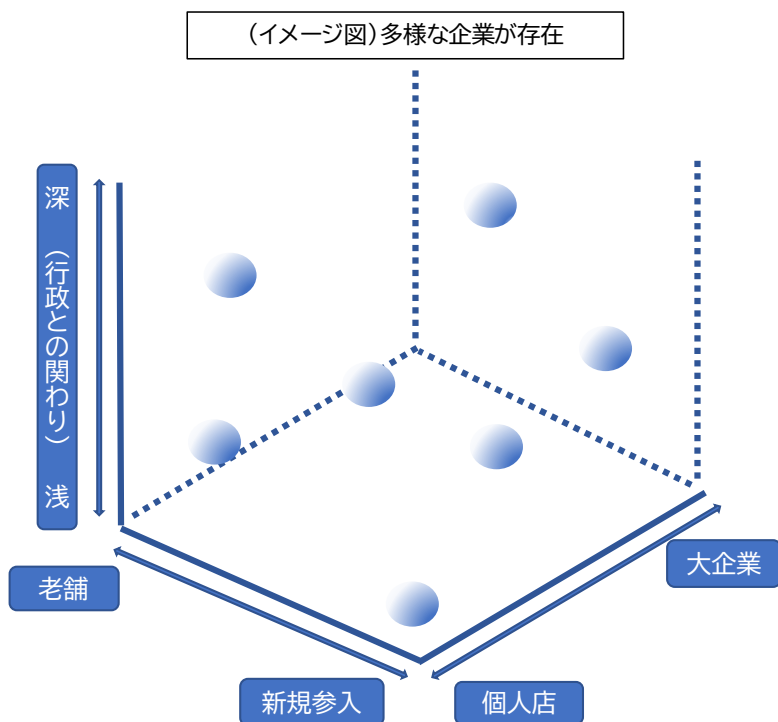 (イメージ図)多様な企業が存在
深 (行政との関わり) 浅
老舗
大企業
新規参入
個人店